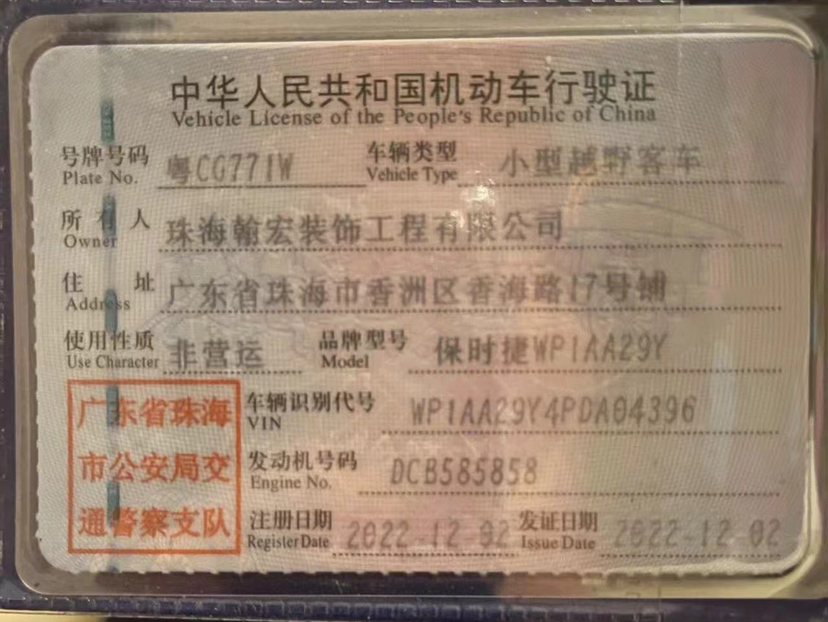 中华人民共和国机动车行驶证
Vehicle License of the People's Republic of China
号牌号码 粤CG771W 车辆类型 小型越野客车
Plate No. Vehicle Type
所有人 珠海翰宏装饰工程有限公司
Owner
住址 广东省珠海市香洲区香海路17号铺
Address
使用性质 非营运 品牌型号 保时捷WP1AA29Y
Use Character Model
广东省珠海 车辆识别代号 WP1AA29Y4PDA04396
VIN
市公安局交 发动机号码 DCB585858
Engine No.
通警察支队 注册日期 2022-12-02 发证日期 2022-12-02
Register Date Issue Date